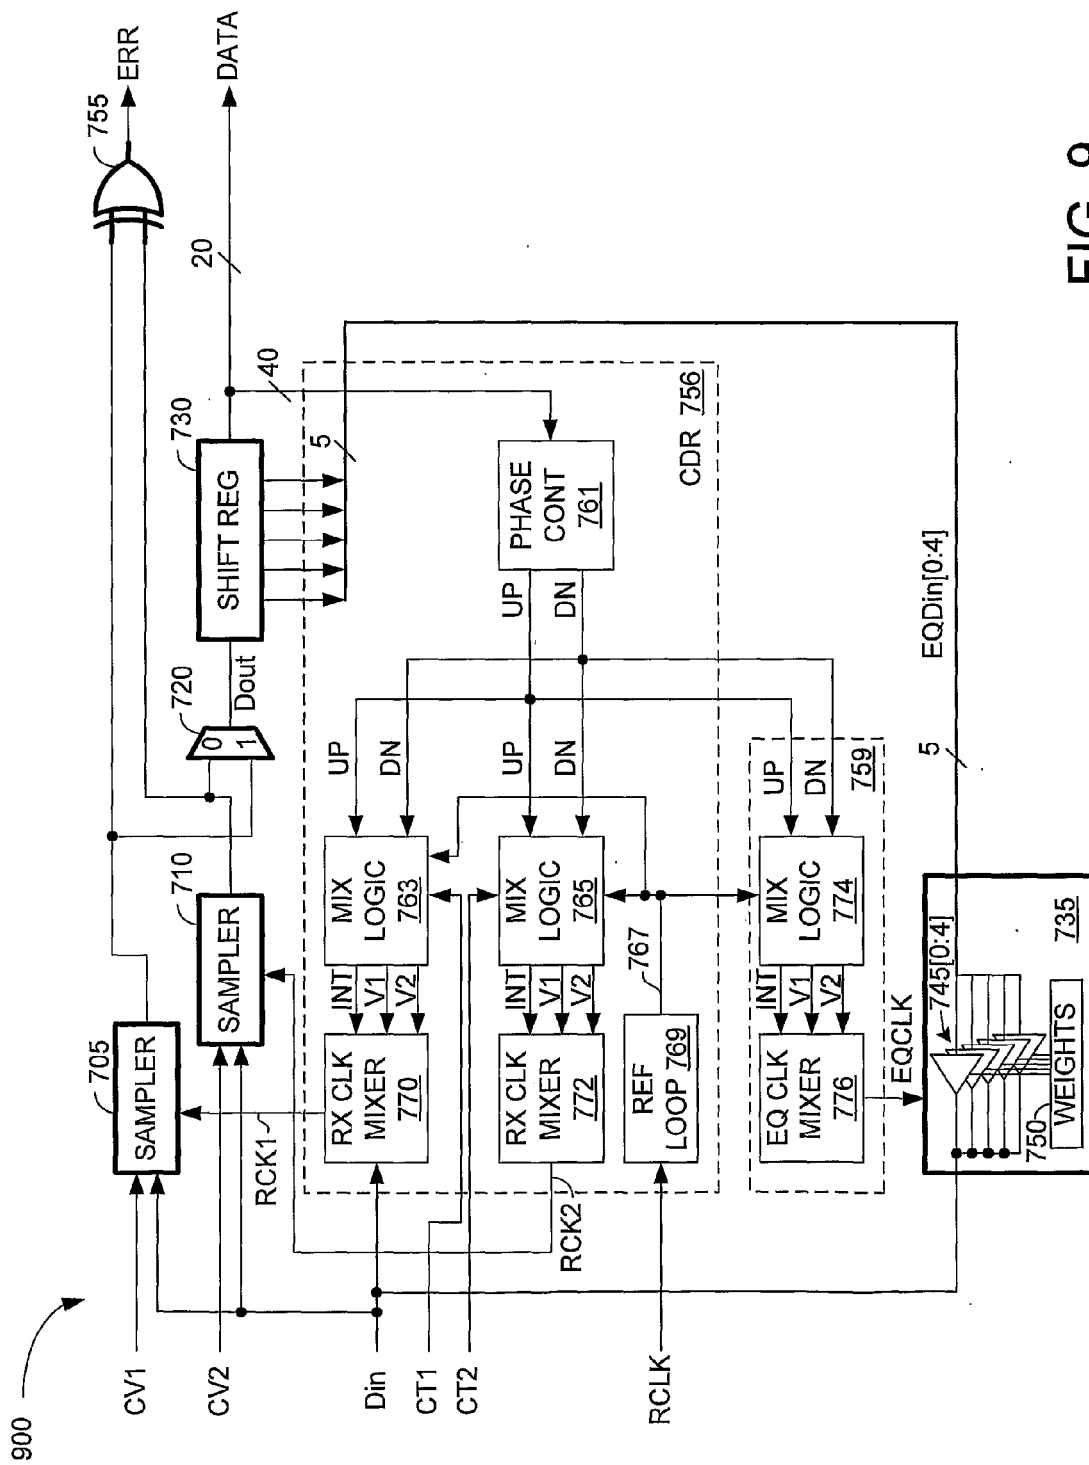 900
CV1
CV2
Din
CT1
CT2
RCLK
705
SAMPLER
RCK1
710
SAMPLER
720
0
1
Dout
730
SHIFT REG
755
ERR
20
DATA
40
5
CDR 756
PHASE
CONT
761
UP
DN
UP
DN
MIX
LOGIC
763
INT
V1
V2
RX CLK
MIXER
770
UP
DN
MIX
LOGIC
765
INT
V1
V2
RX CLK
MIXER
772
RCK2
767
REF
LOOP 769
UP
DN
759
MIX
LOGIC
774
INT
V1
V2
EQ CLK
MIXER
776
EQCLK
5
EQDin[0:4]
745[0:4]
735
750
WEIGHTS
FIG. 9